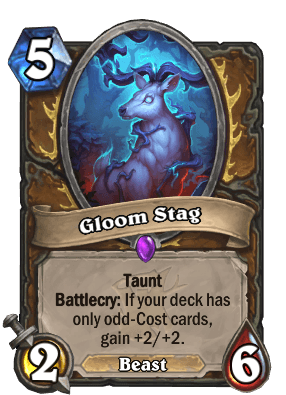 5
Gloom Stag
Taunt
Battlecry: If your deck has
only odd-Cost cards,
gain +2/+2.
2
Beast
6